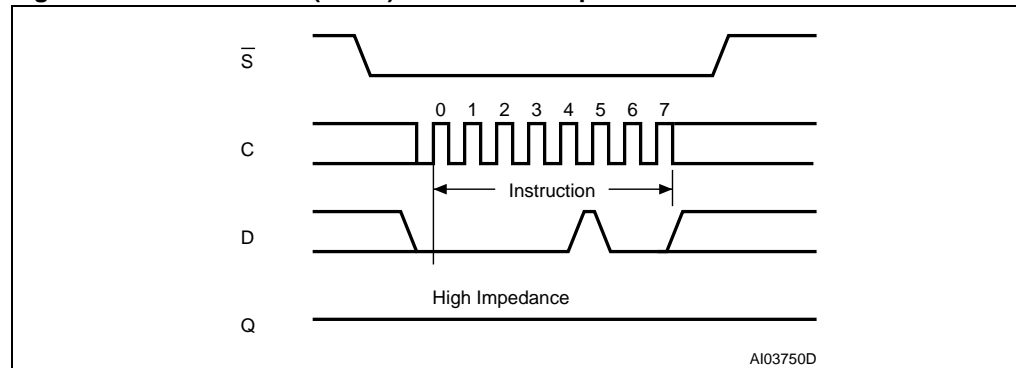 S̅
0 1 2 3 4 5 6 7
C
Instruction
D
High Impedance
Q
AI03750D